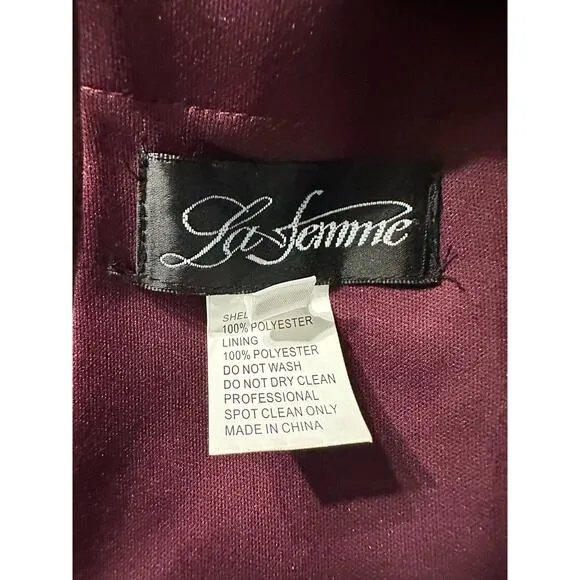 La Femme
SHEL
100% POLYESTER
LINING
100% POLYESTER
DO NOT WASH
DO NOT DRY CLEAN
PROFESSIONAL
SPOT CLEAN ONLY
MADE IN CHINA